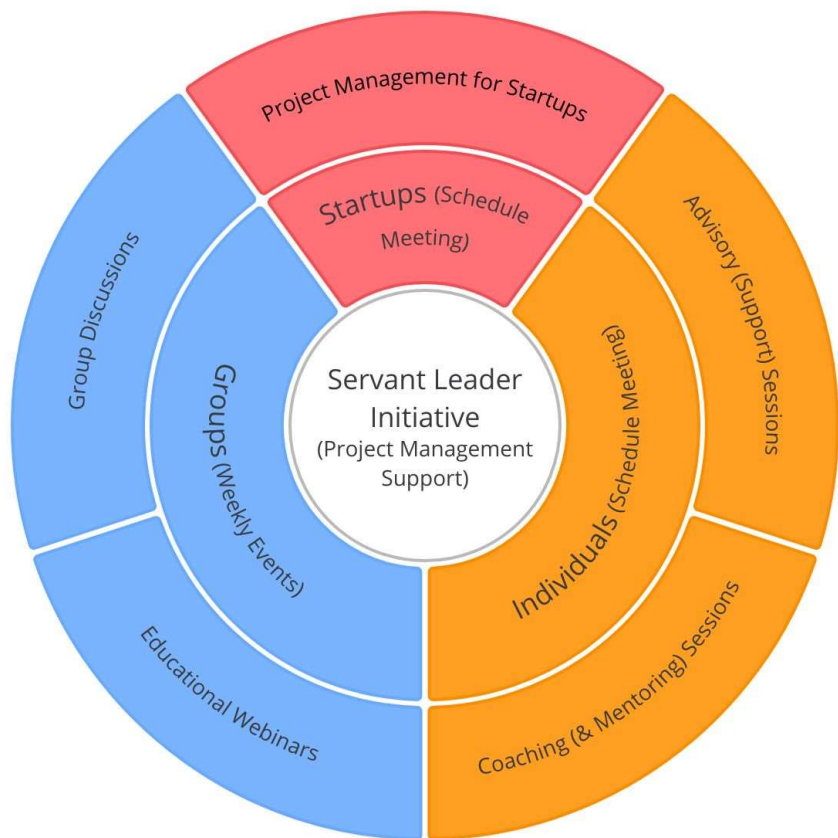 Project Management for Startups
Startups (Schedule
Meeting)
Advisory (Support) Sessions
Individuals (Schedule Meeting)
Coaching (& Mentoring) Sessions
Educational Webinars
Groups (Weekly Events)
Group Discussions
Servant Leader
Initiative
(Project Management
Support)